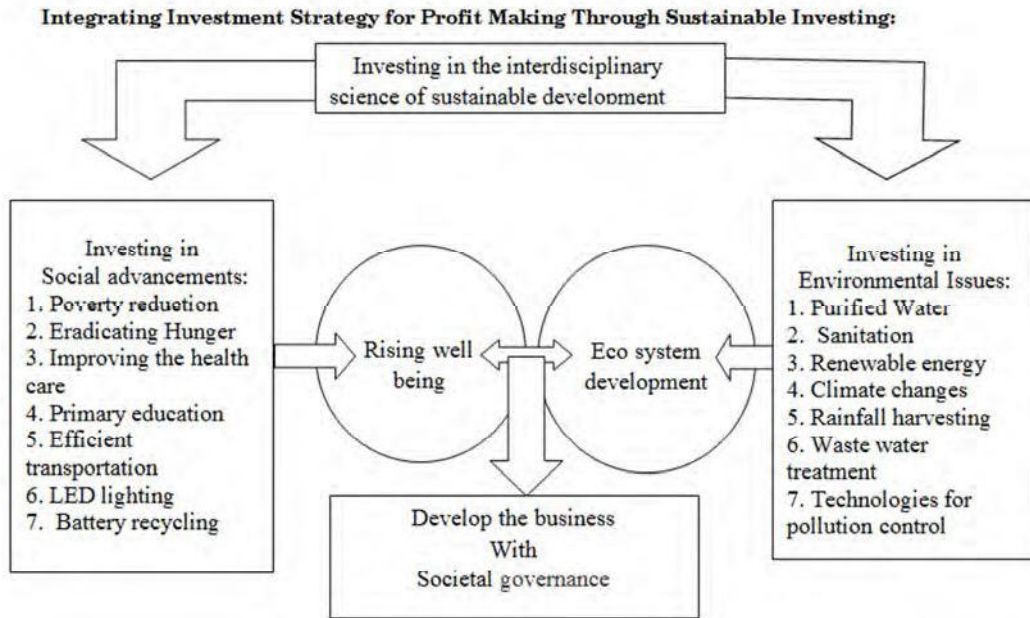 Integrating Investment Strategy for Profit Making Through Sustainable Investing:
Investing in the interdisciplinary
science of sustainable development
Investing in
Social advancements:
1. Poverty reduction
2. Eradicating Hunger
3. Improving the health
care
4. Primary education
5. Efficient
transportation
6. LED lighting
7. Battery recycling
Rising well
being
Eco system
development
Investing in
Environmental Issues:
1. Purified Water
2. Sanitation
3. Renewable energy
4. Climate changes
5. Rainfall harvesting
6. Waste water
treatment
7. Technologies for
pollution control
Develop the business
With
Societal governance